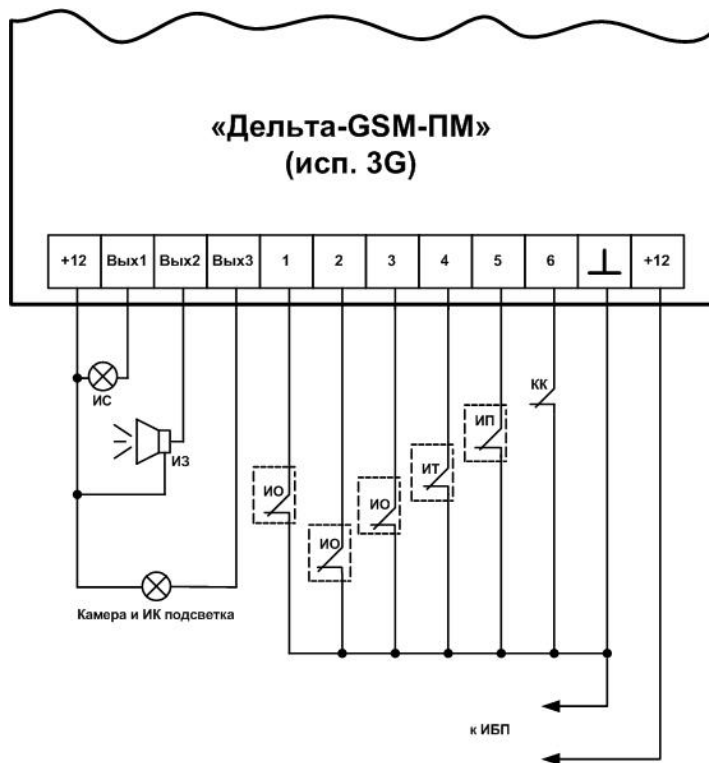 «Дельта-GSM-ПМ»
(исп. 3G)
+12 Вых1 Вых2 Вых3 1 2 3 4 5 6 ⊥ +12
КК
ИС
ИП
ИЗ
ИТ
ИО
ИО
ИО
Камера и ИК подсветка
к ИБП